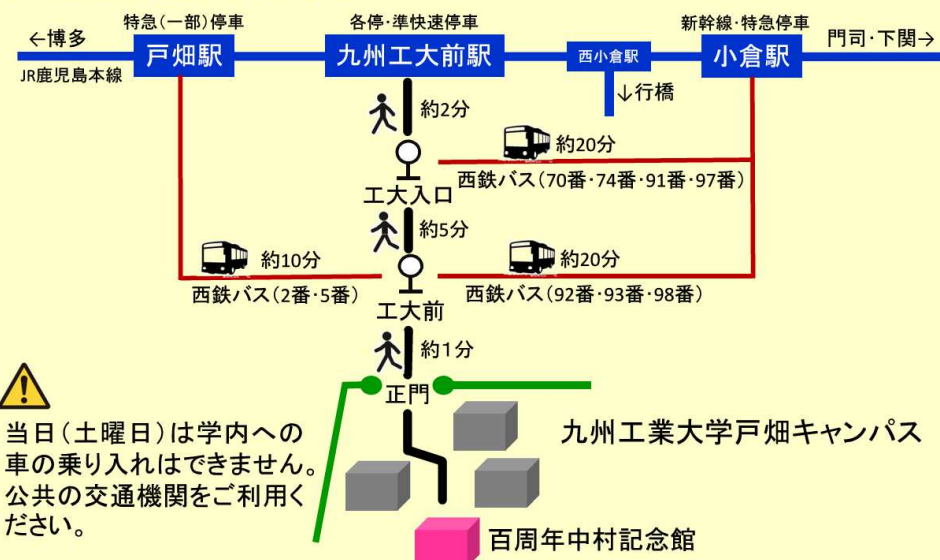 特急(一部)停車
各停・準快速停車
新幹線・特急停車
←博多
戸畑駅
九州工大前駅
西小倉駅
小倉駅
門司・下関→
JR鹿児島本線
↓行橋
約2分
約20分
西鉄バス(70番・74番・91番・97番)
工大入口
約5分
約10分
西鉄バス(2番・5番)
約20分
西鉄バス(92番・93番・98番)
工大前
約1分
正門
当日(土曜日)は学内への
車の乗り入れはできません。
公共の交通機関をご利用く
ださい。
九州工業大学戸畑キャンパス
百周年中村記念館